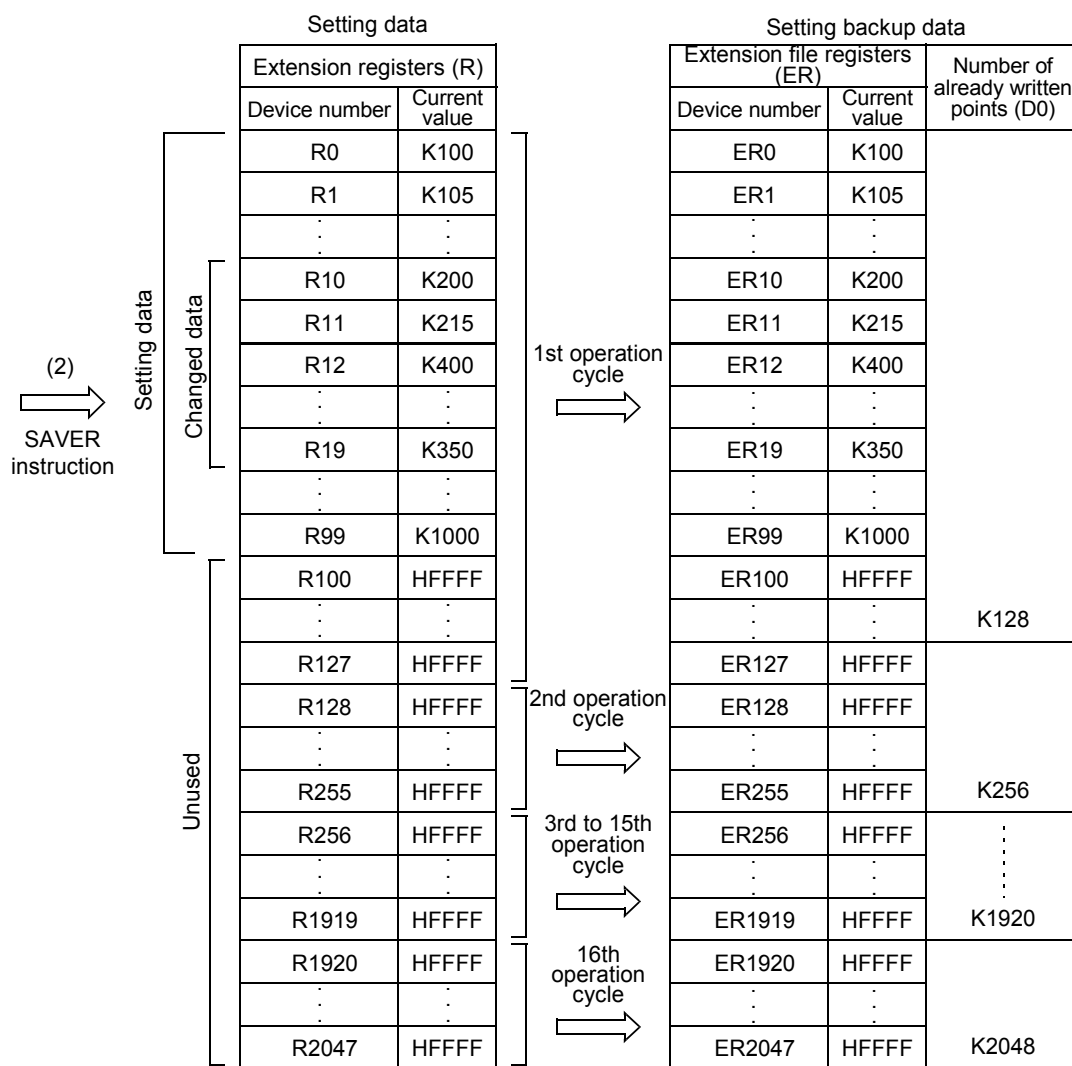 Setting data
Setting backup data
Extension registers (R)
Extension file registers
(ER)
Number of
already written
points (D0)
Device number
Current
value
Device number
Current
value
R0 K100 ER0 K100
R1 K105 ER1 K105
R10 K200 ER10 K200
R11 K215 ER11 K215
R12 K400 ER12 K400
R19 K350 ER19 K350
R99 K1000 ER99 K1000
R100 HFFFF ER100 HFFFF
K128
R127 HFFFF ER127 HFFFF
R128 HFFFF ER128 HFFFF
R255 HFFFF ER255 HFFFF K256
R256 HFFFF ER256 HFFFF
R1919 HFFFF ER1919 HFFFF K1920
R1920 HFFFF ER1920 HFFFF
R2047 HFFFF ER2047 HFFFF K2048
(2)
SAVER
instruction
Setting data
Changed data
Unused
1st operation
cycle
2nd operation
cycle
3rd to 15th
operation
cycle
16th
operation
cycle